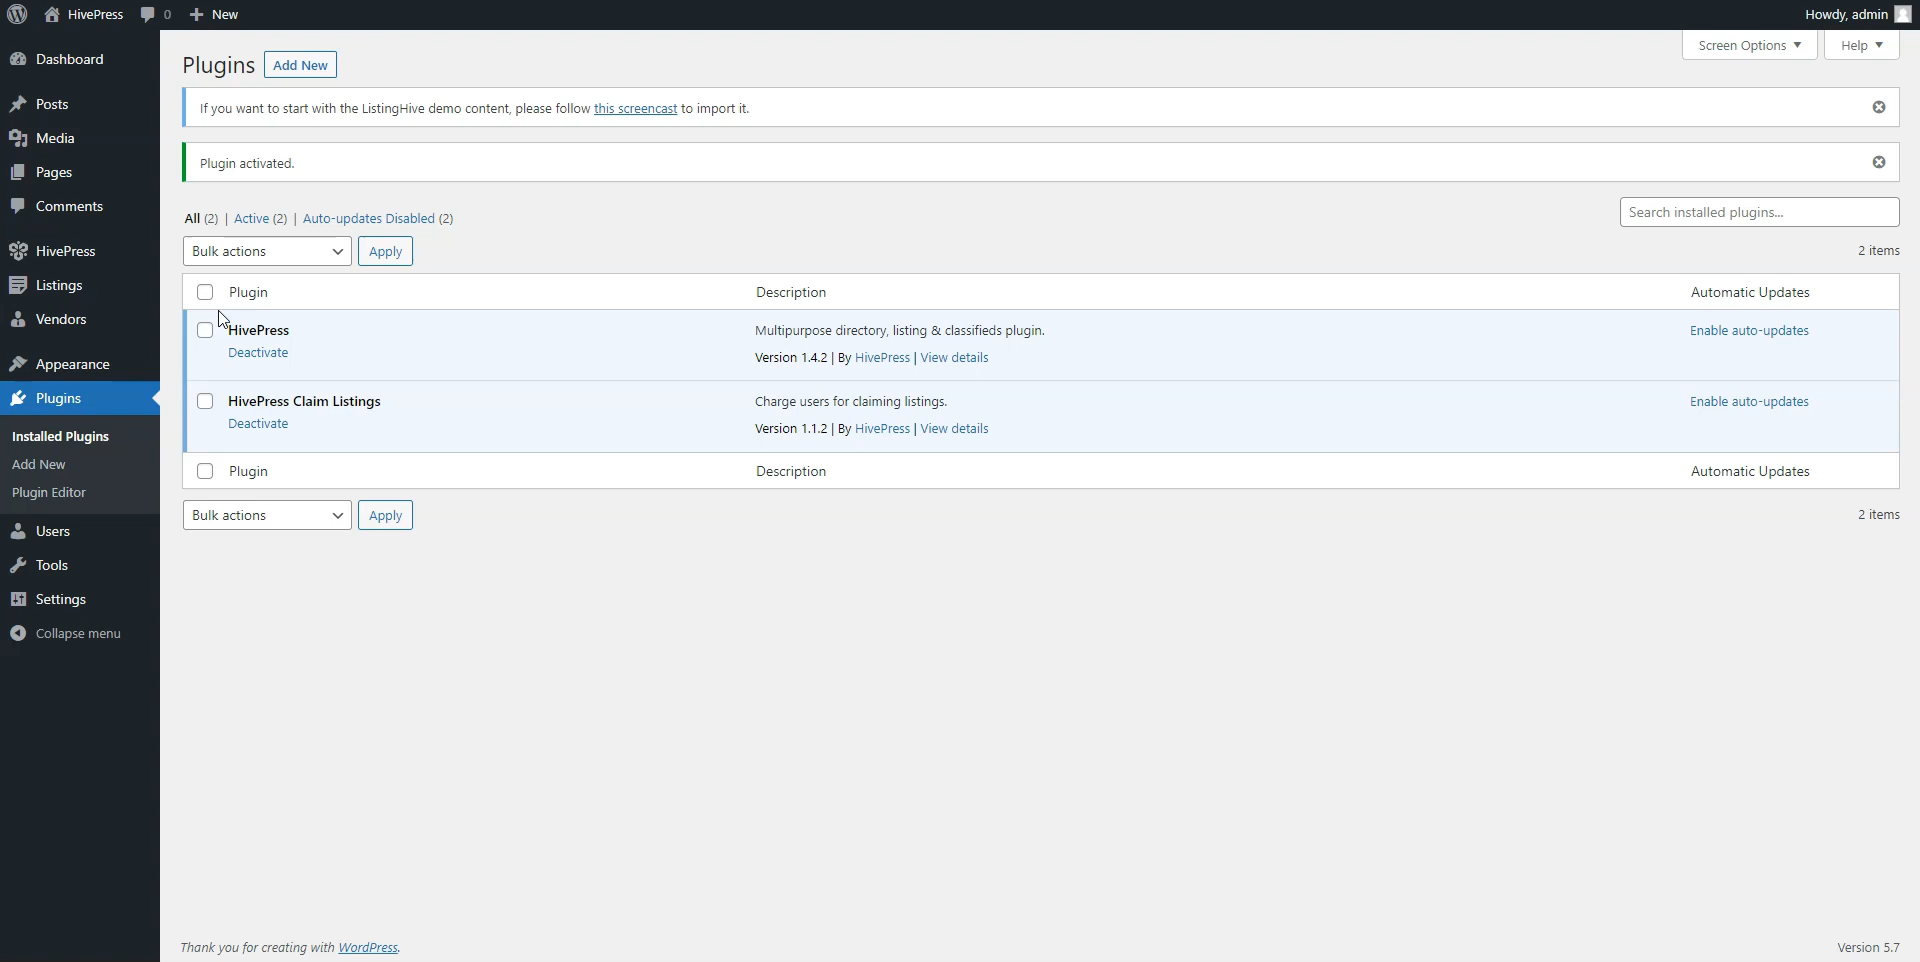 HivePress 0 New Howdy, admin
Dashboard
Posts
Media
Pages
Comments
HivePress
Listings
Vendors
Appearance
Plugins
Installed Plugins
Add New
Plugin Editor
Users
Tools
Settings
Collapse menu
Screen Options Help
Plugins Add New
If you want to start with the ListingHive demo content, please follow this screencast to import it.
Plugin activated.
All (2) | Active (2) | Auto-updates Disabled (2)
Search installed plugins...
Bulk actions Apply 2 items
Plugin Description Automatic Updates
HivePress Multipurpose directory, listing & classifieds plugin. Enable auto-updates
Deactivate Version 1.4.2 | By HivePress | View details
HivePress Claim Listings Charge users for claiming listings. Enable auto-updates
Deactivate Version 1.1.2 | By HivePress | View details
Plugin Description Automatic Updates
Bulk actions Apply 2 items
Thank you for creating with WordPress. Version 5.7